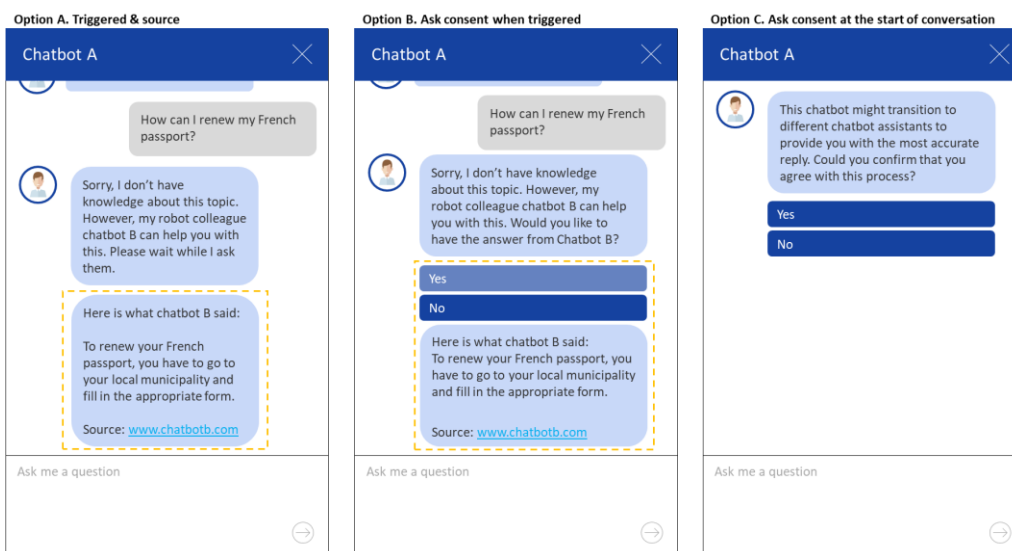 Option A. Triggered & source
Chatbot A
How can I renew my French
passport?
Sorry, I don't have
knowledge about this topic.
However, my robot colleague
chatbot B can help you with
this. Please wait while I ask
them.
Here is what chatbot B said:
To renew your French
passport, you have to go to
your local municipality and
fill in the appropriate form.
Source: www.chatbotb.com
Ask me a question
Option B. Ask consent when triggered
Chatbot A
How can I renew my French
passport?
Sorry, I don't have knowledge
about this topic. However, my
robot colleague chatbot B can help
you with this. Would you like to
have the answer from Chatbot B?
Yes
No
Here is what chatbot B said:
To renew your French passport, you
have to go to your local municipality
and fill in the appropriate form.
Source: www.chatbotb.com
Ask me a question
Option C. Ask consent at the start of conversation
Chatbot A
This chatbot might transition to
different chatbot assistants to
provide you with the most accurate
reply. Could you confirm that you
agree with this process?
Yes
No
Ask me a question